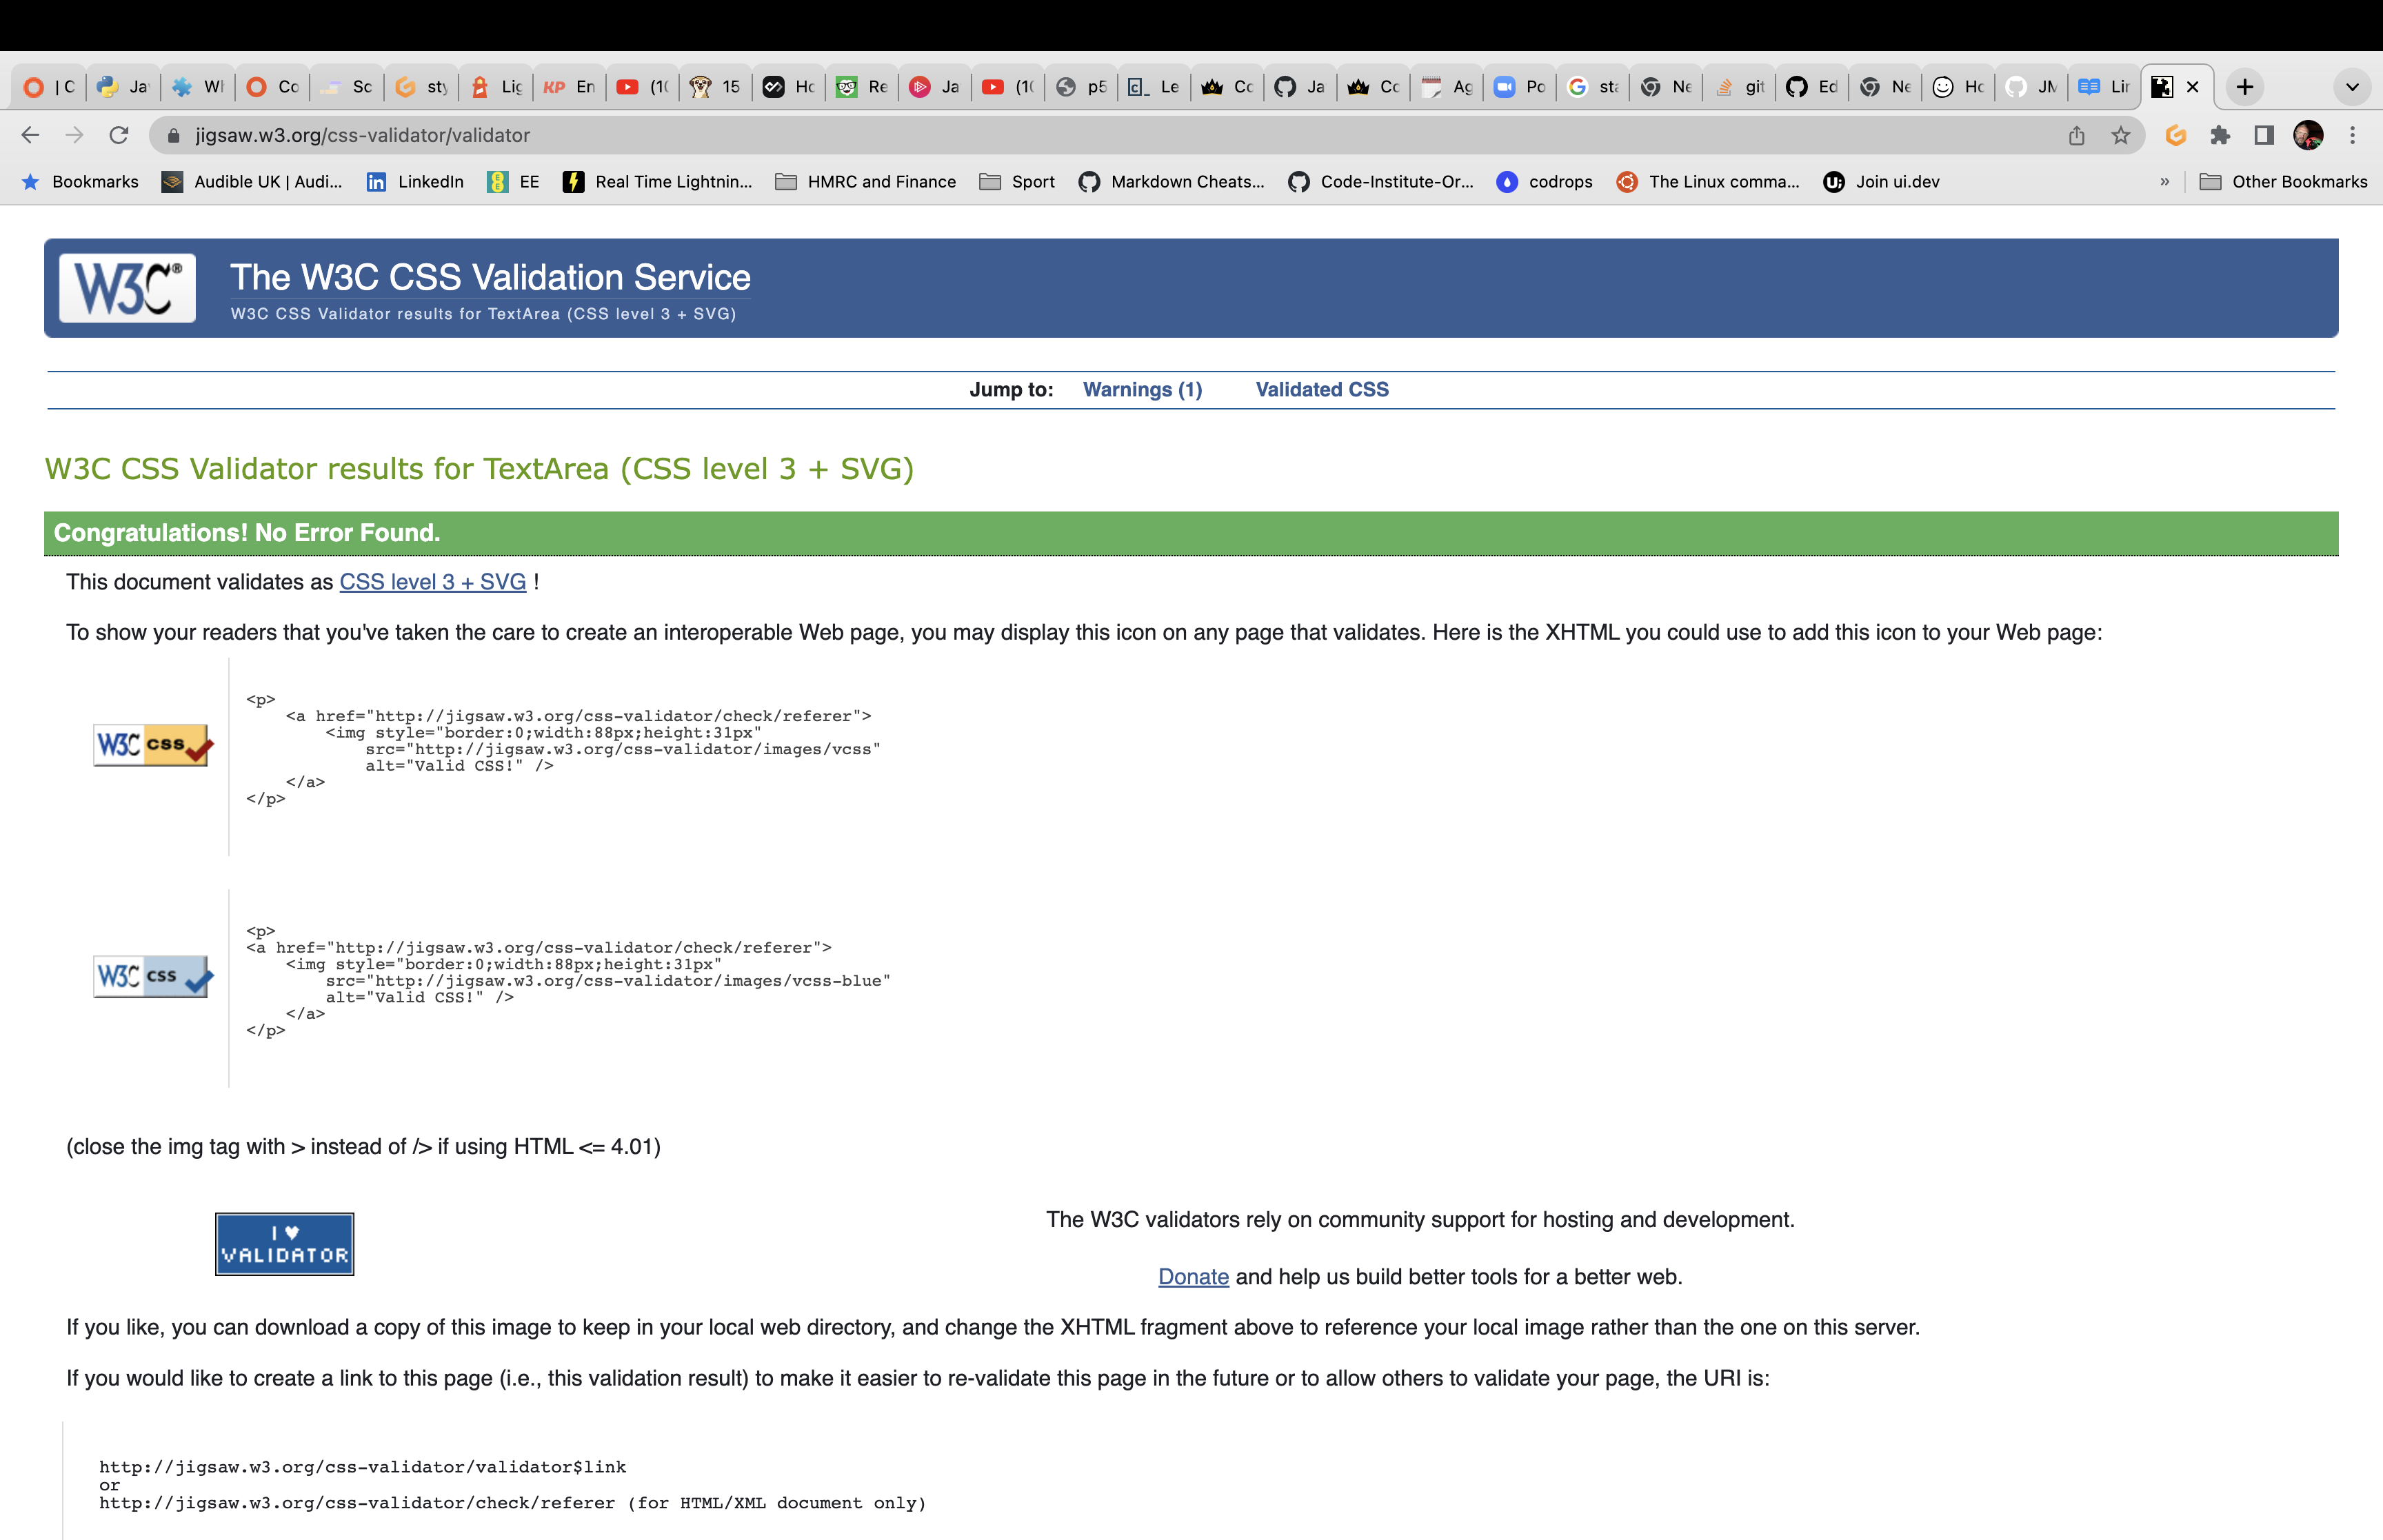 | C Ja Wh Co Sc sty Lig KP En (10 15 Ho Re Ja (10 p5 Le Co Ja Co Ag Po sta Ne git Ed Ne Ho JM Lin
jigsaw.w3.org/css-validator/validator
Bookmarks Audible UK | Audi... LinkedIn EE Real Time Lightnin... HMRC and Finance Sport Markdown Cheats... Code-Institute-Or... codrops The Linux comma... Join ui.dev » Other Bookmarks
W3C®
The W3C CSS Validation Service
W3C CSS Validator results for TextArea (CSS level 3 + SVG)
Jump to: Warnings (1) Validated CSS
W3C CSS Validator results for TextArea (CSS level 3 + SVG)
Congratulations! No Error Found.
This document validates as CSS level 3 + SVG !
To show your readers that you've taken the care to create an interoperable Web page, you may display this icon on any page that validates. Here is the XHTML you could use to add this icon to your Web page:
W3C css
<p>
<a href="http://jigsaw.w3.org/css-validator/check/referer">
<img style="border:0;width:88px;height:31px"
src="http://jigsaw.w3.org/css-validator/images/vcss"
alt="Valid CSS!" />
</a>
</p>
W3C css
<p>
<a href="http://jigsaw.w3.org/css-validator/check/referer">
<img style="border:0;width:88px;height:31px"
src="http://jigsaw.w3.org/css-validator/images/vcss-blue"
alt="Valid CSS!" />
</a>
</p>
(close the img tag with > instead of /> if using HTML <= 4.01)
I ♥
VALIDATOR
The W3C validators rely on community support for hosting and development.
Donate and help us build better tools for a better web.
If you like, you can download a copy of this image to keep in your local web directory, and change the XHTML fragment above to reference your local image rather than the one on this server.
If you would like to create a link to this page (i.e., this validation result) to make it easier to re-validate this page in the future or to allow others to validate your page, the URI is:
http://jigsaw.w3.org/css-validator/validator$link
or
http://jigsaw.w3.org/css-validator/check/referer (for HTML/XML document only)